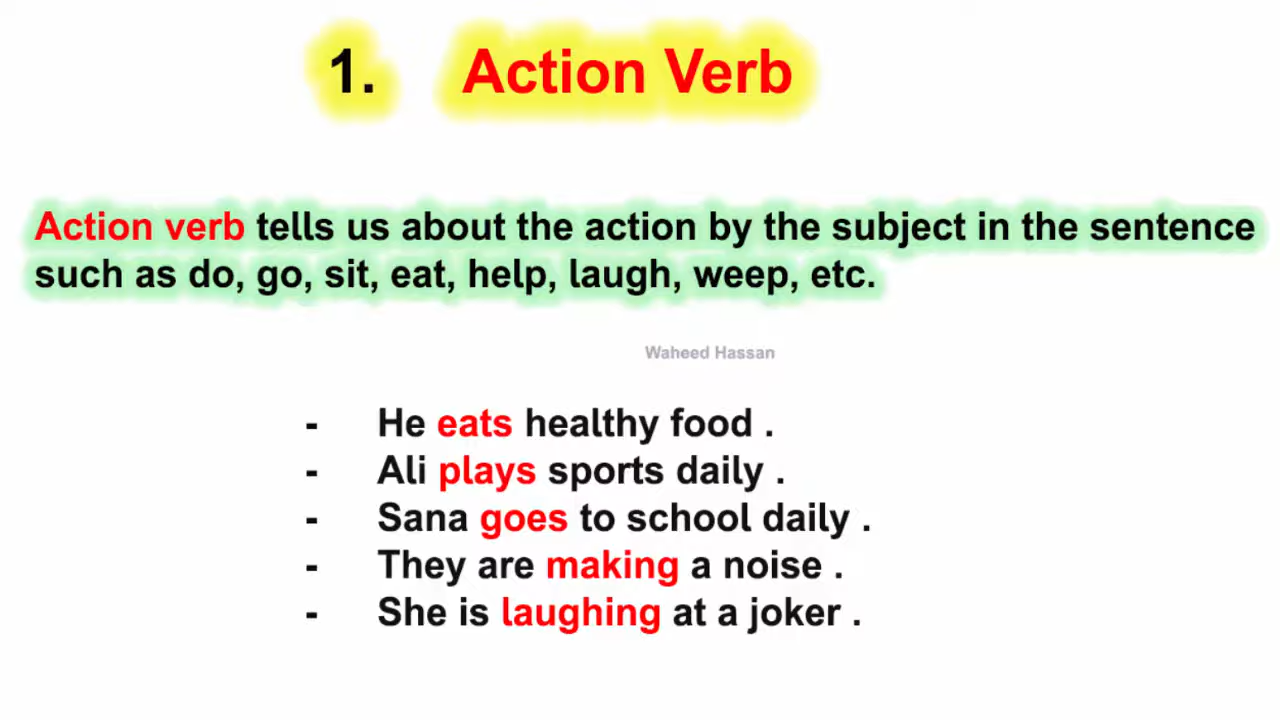 1. Action Verb
Action verb tells us about the action by the subject in the sentence
such as do, go, sit, eat, help, laugh, weep, etc.
Waheed Hassan
- He eats healthy food .
- Ali plays sports daily .
- Sana goes to school daily .
- They are making a noise .
- She is laughing at a joker .